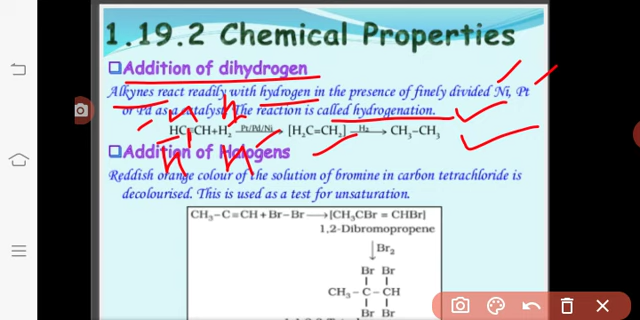 1.19.2 Chemical Properties
❑Addition of dihydrogen
Alkynes react readily with hydrogen in the presence of finely divided Ni, Pt
or Pd as a catalyst. The reaction is called hydrogenation.
HC≡CH+H₂ —Pt/Pd/Ni→ [H₂C=CH₂] —H₂→ CH₃–CH₃
❑Addition of Halogens
Reddish orange colour of the solution of bromine in carbon tetrachloride is
decolourised. This is used as a test for unsaturation.
CH₃–C≡CH+Br–Br⟶[CH₃CBr=CHBr]
1,2-Dibromopropene
↓Br₂
Br Br
CH₃–C–CH
Br Br